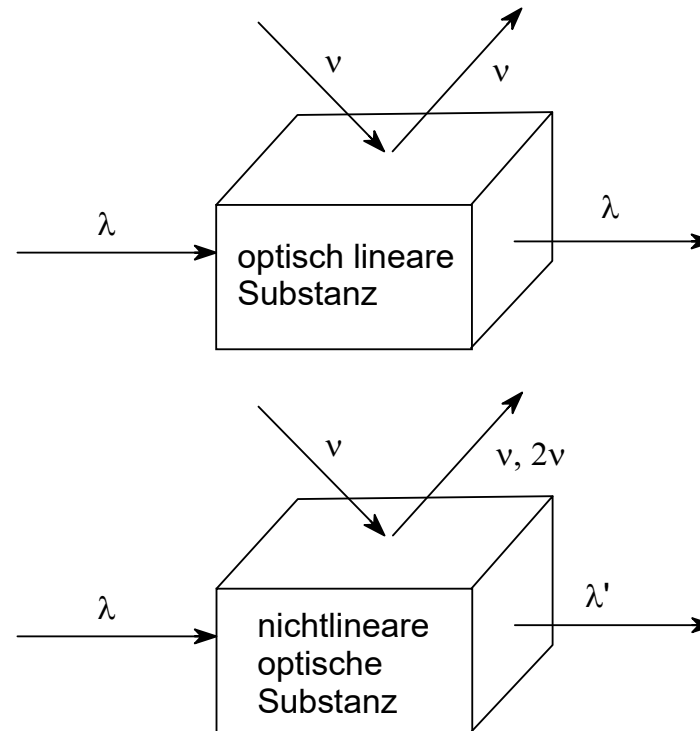 ν
ν
λ
λ
optisch lineare
Substanz
ν
ν, 2ν
λ
λ'
nichtlineare
optische
Substanz